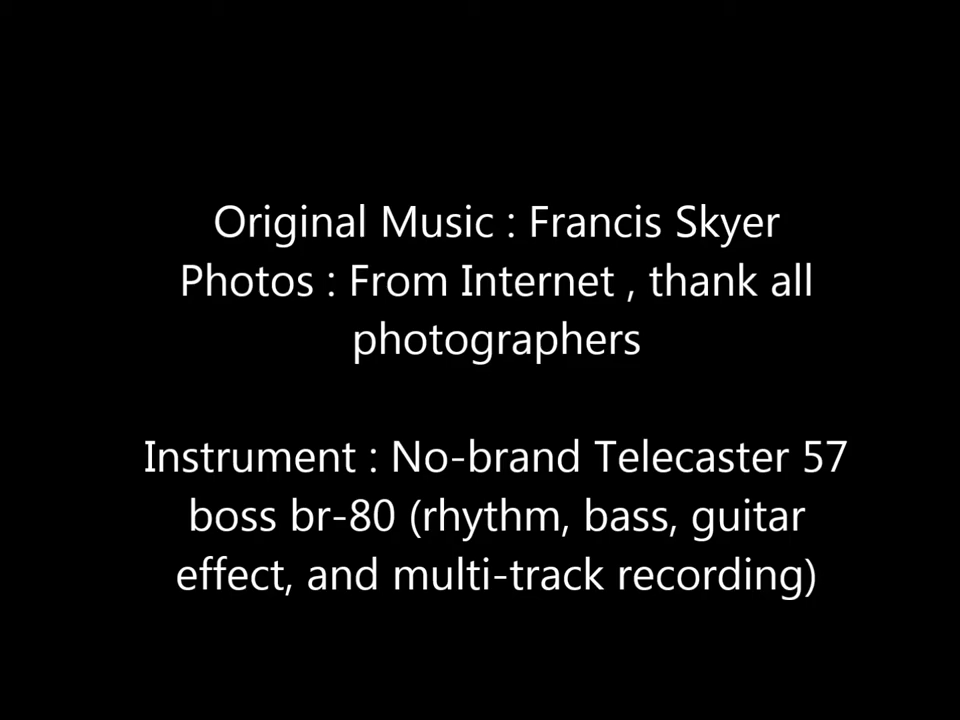 Original Music : Francis Skyer
Photos : From Internet , thank all
photographers
Instrument : No-brand Telecaster 57
boss br-80 (rhythm, bass, guitar
effect, and multi-track recording)